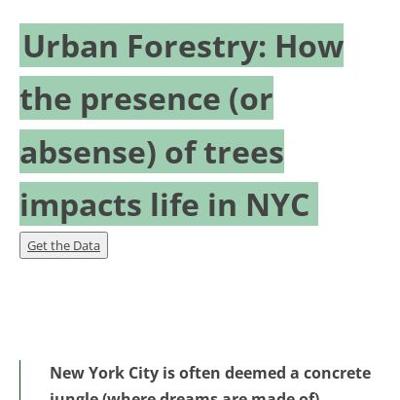 Urban Forestry: How
the presence (or
absense) of trees
impacts life in NYC
Get the Data
New York City is often deemed a concrete
jungle (where dreams are made of)